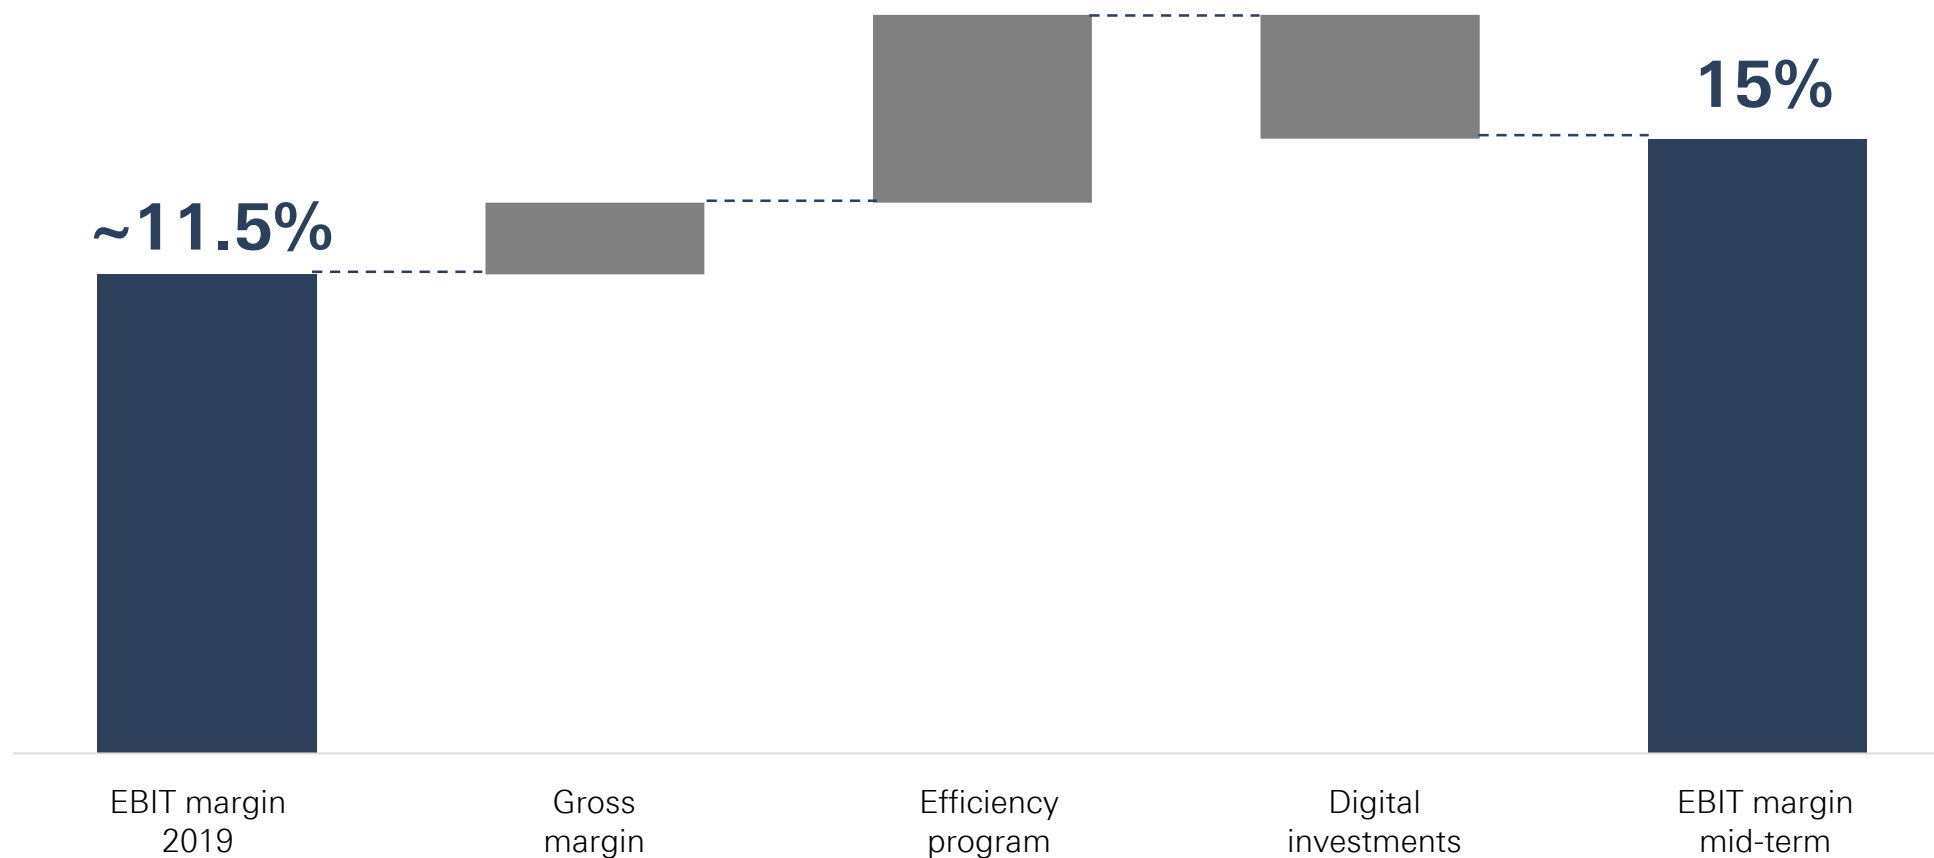 15%
~11.5%
EBIT margin
2019
Gross
margin
Efficiency
program
Digital
investments
EBIT margin
mid-term